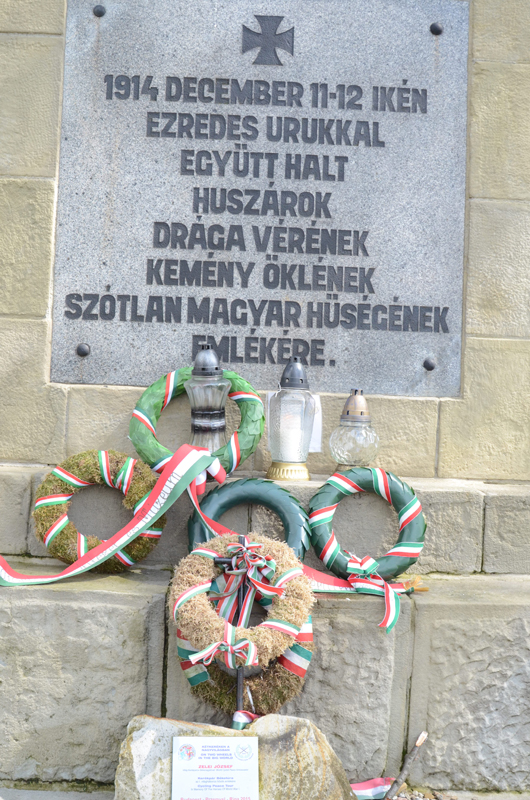 1914 DECEMBER 11-12 IKÉN
EZREDES URUKKAL
EGYÜTT HALT
HUSZÁROK
DRÁGA VÉRÉNEK
KEMÉNY ÖKLÉNEK
SZÓTLAN MAGYAR HŰSÉGÉNEK
EMLÉKÉRE.